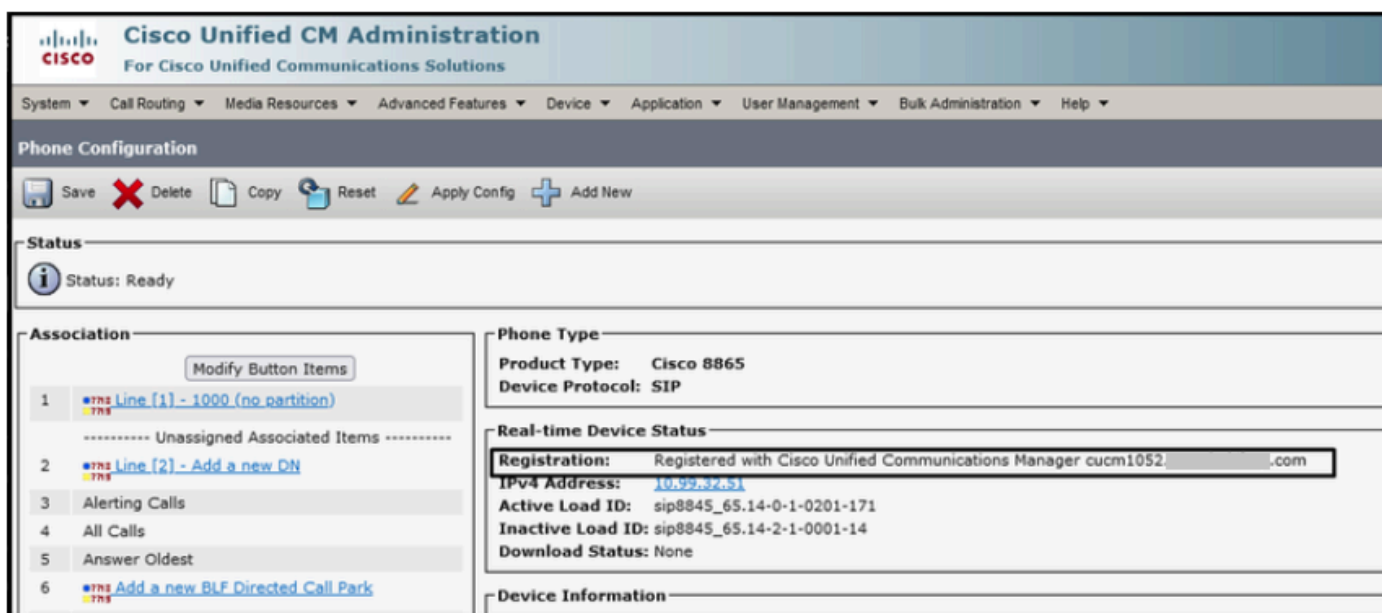 CISCO
Cisco Unified CM Administration
For Cisco Unified Communications Solutions
System Call Routing Media Resources Advanced Features Device Application User Management Bulk Administration Help
Phone Configuration
Save Delete Copy Reset Apply Config Add New
Status
Status: Ready
Association
Modify Button Items
1 Line [1] - 1000 (no partition)
---------- Unassigned Associated Items ----------
2 Line [2] - Add a new DN
3 Alerting Calls
4 All Calls
5 Answer Oldest
6 Add a new BLF Directed Call Park
Phone Type
Product Type: Cisco 8865
Device Protocol: SIP
Real-time Device Status
Registration: Registered with Cisco Unified Communications Manager cucm1052. .com
IPv4 Address: 10.99.32.51
Active Load ID: sip8845_65.14-0-1-0201-171
Inactive Load ID: sip8845_65.14-2-1-0001-14
Download Status: None
Device Information